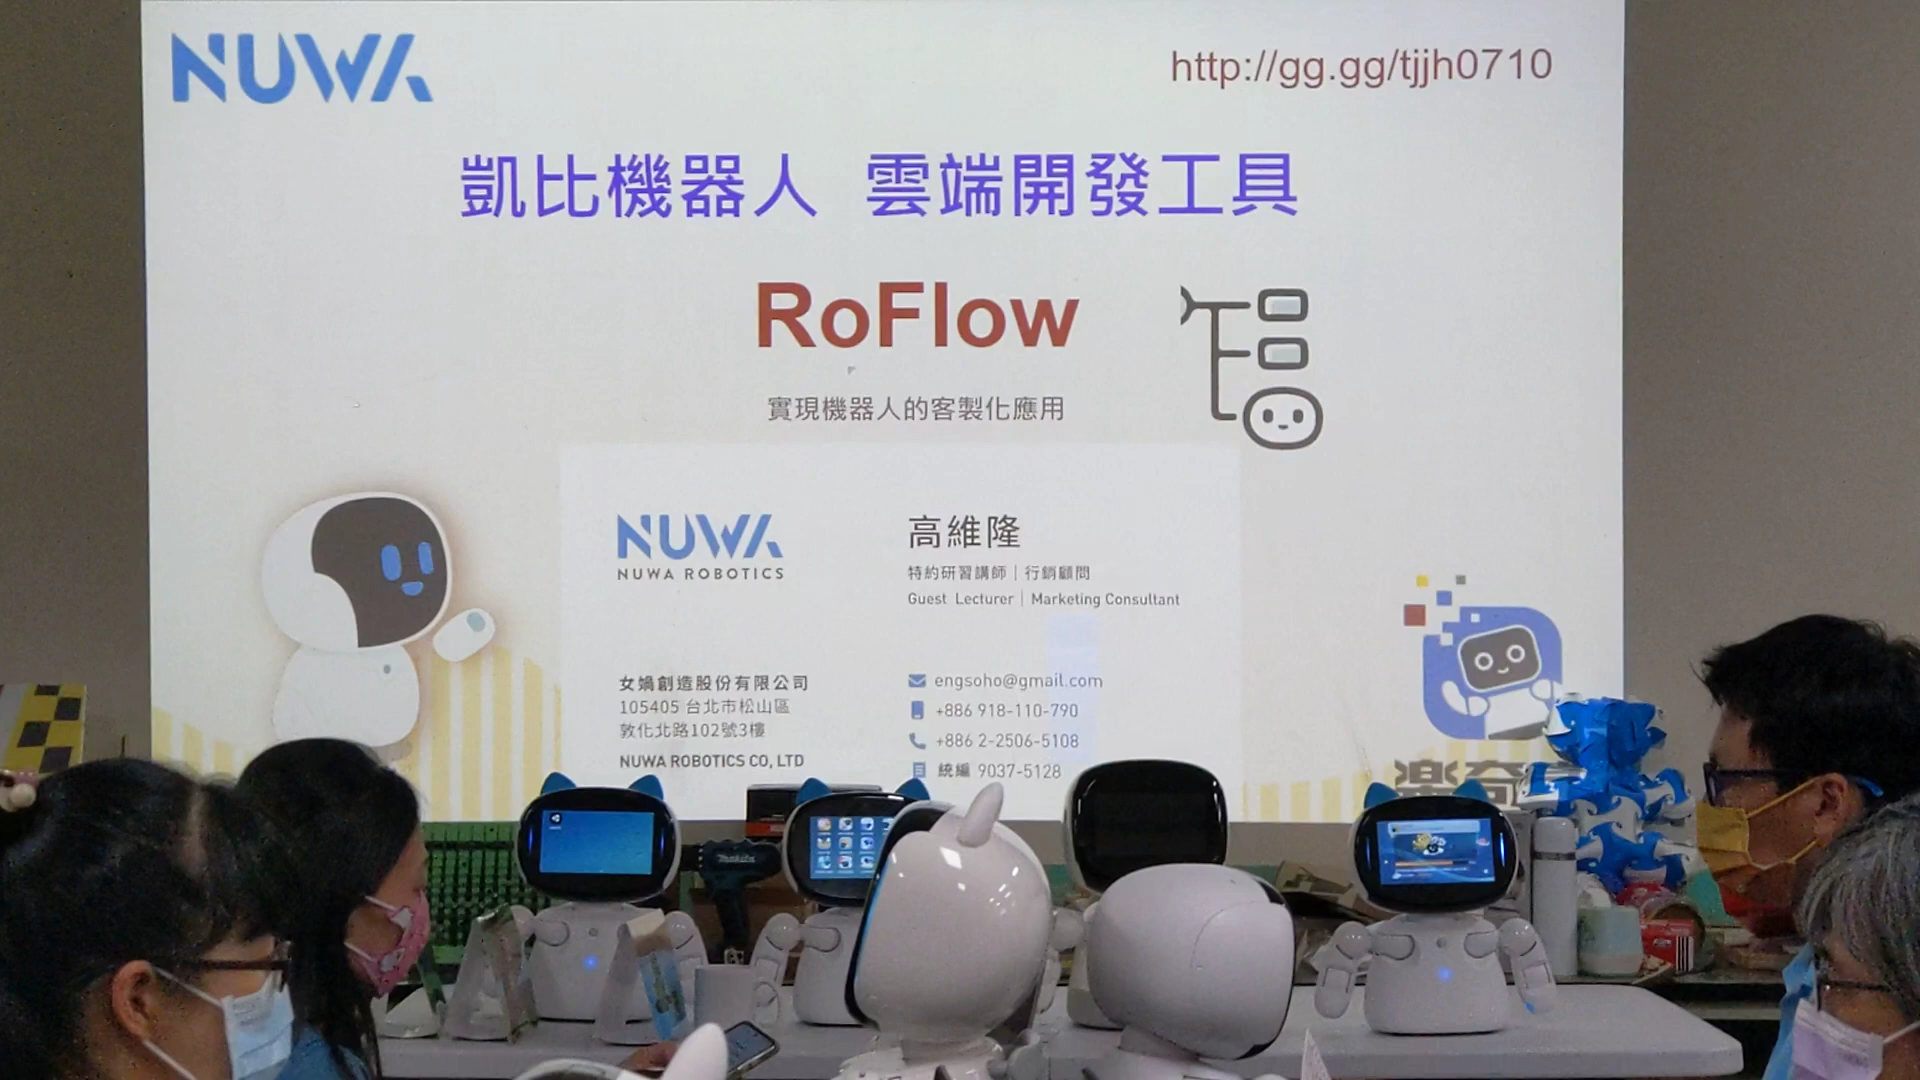 NUWA
http://gg.gg/tjjh0710
凱比機器人 雲端開發工具
RoFlow
實現機器人的客製化應用
NUWA
NUWA ROBOTICS
高維隆
特約研習講師｜行銷顧問
Guest Lecturer | Marketing Consultant
女媧創造股份有限公司
105405 台北市松山區
敦化北路102號3樓
NUWA ROBOTICS CO, LTD
engsoho@gmail.com
+886 918-110-790
+886 2-2506-5108
統編 9037-5128
樂奇
makita